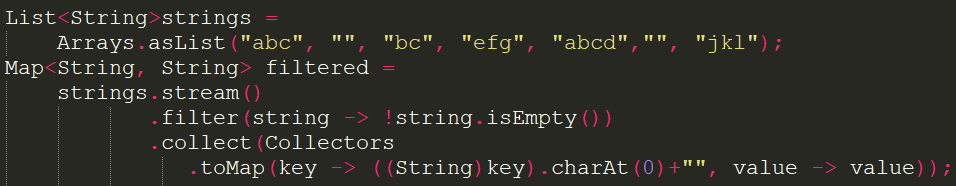 List<String>strings =
Arrays.asList("abc", "", "bc", "efg", "abcd","", "jkl");
Map<String, String> filtered =
strings.stream()
.filter(string -> !string.isEmpty())
.collect(Collectors
.toMap(key -> ((String)key).charAt(0)+"", value -> value));